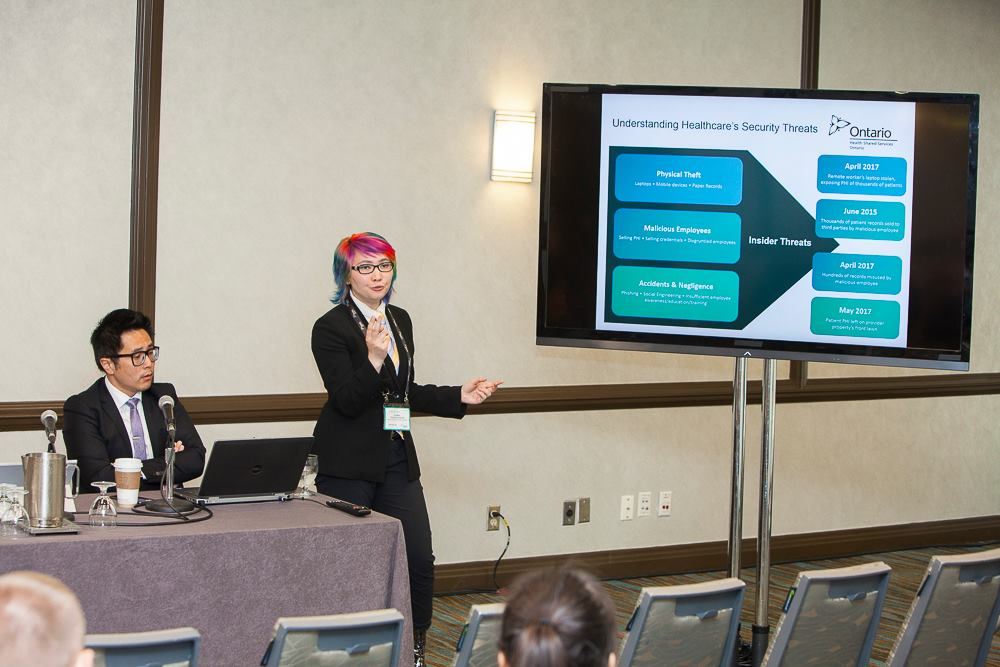 Understanding Healthcare's Security Threats
Ontario
Health Shared Services
Ontario
Physical Theft
Laptops • Mobile devices • Paper Records
Malicious Employees
Selling PHI • Selling credentials • Disgruntled employees
Accidents & Negligence
Phishing • Social Engineering • Insufficient employee
awareness/education/training
Insider Threats
April 2017
Remote worker's laptop stolen,
exposing PHI of thousands of patients
June 2015
Thousands of patient records sold to
third parties by malicious employee
April 2017
Hundreds of records misused by
malicious employee
May 2017
Patient PHI left on provider
property's front lawn